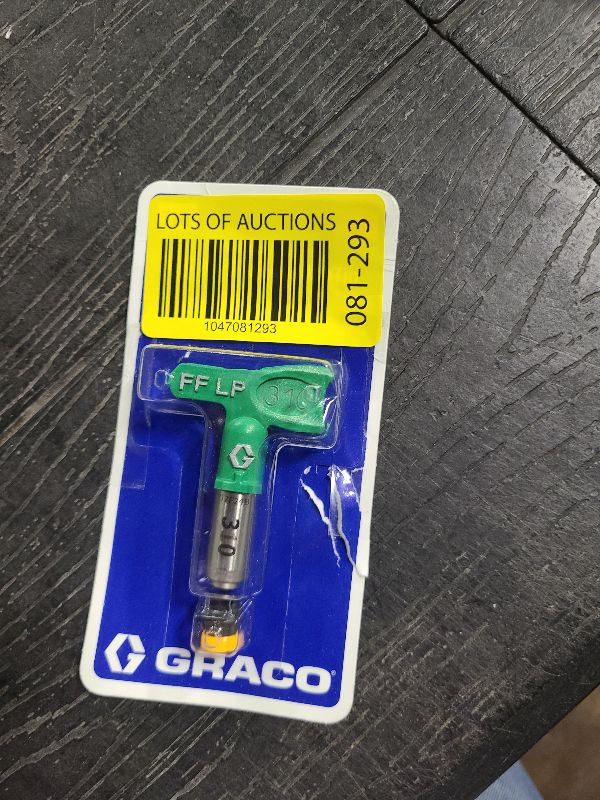 LOTS OF AUCTIONS
081-293
1047081293
FF LP
310
310
GRACO